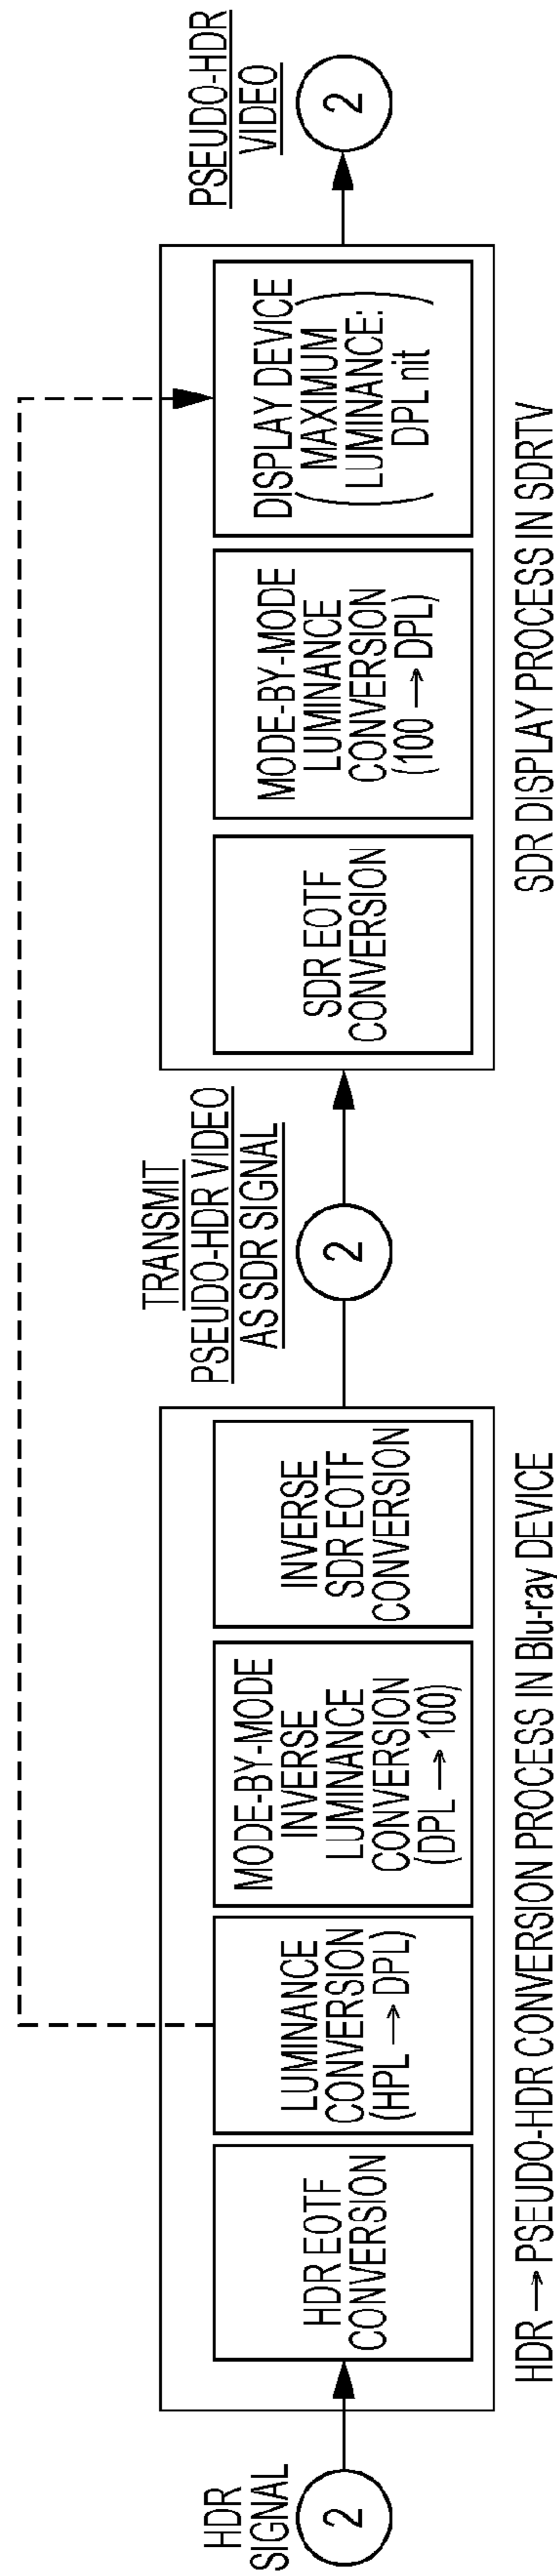 HDR
SIGNAL
2
HDR EOTF
CONVERSION
LUMINANCE
CONVERSION
(HPL → DPL)
MODE-BY-MODE
INVERSE
LUMINANCE
CONVERSION
(DPL → 100)
INVERSE
SDR EOTF
CONVERSION
HDR → PSEUDO-HDR CONVERSION PROCESS IN Blu-ray DEVICE
TRANSMIT
PSEUDO-HDR VIDEO
AS SDR SIGNAL
2
SDR EOTF
CONVERSION
MODE-BY-MODE
LUMINANCE
CONVERSION
(100 → DPL)
DISPLAY DEVICE
(MAXIMUM
LUMINANCE:
DPL nit)
SDR DISPLAY PROCESS IN SDRTV
PSEUDO-HDR
VIDEO
2